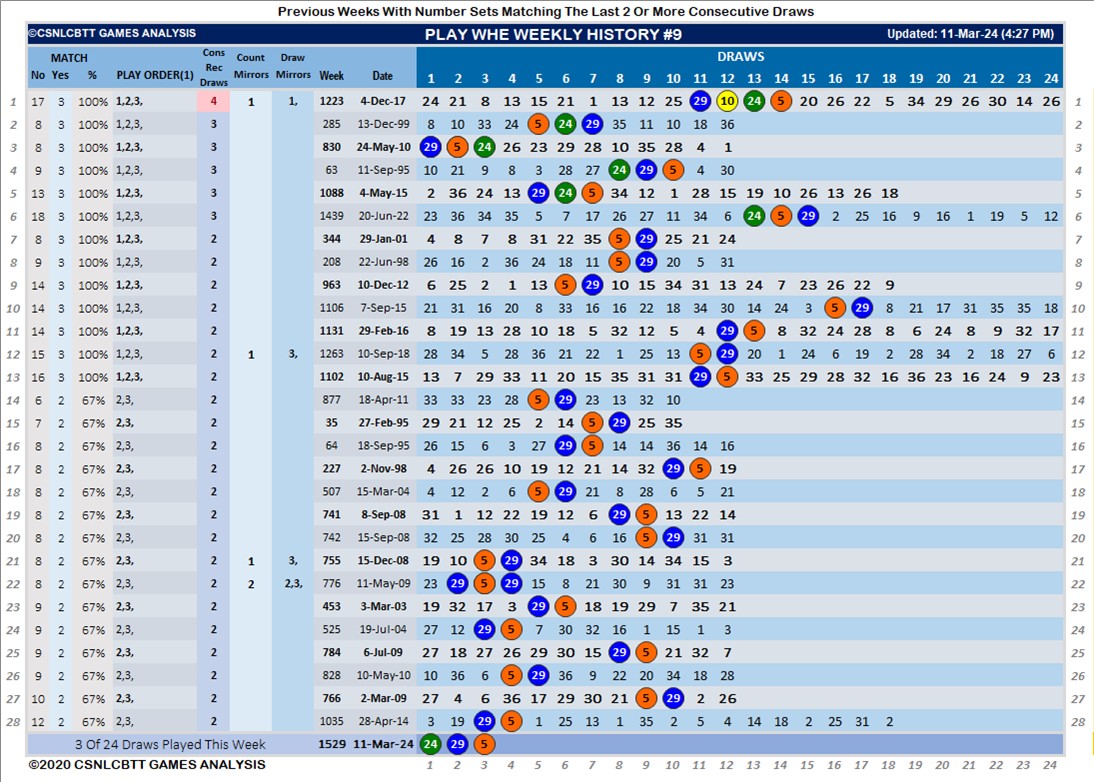 Previous Weeks With Number Sets Matching The Last 2 Or More Consecutive Draws
©CSNLCBTT GAMES ANALYSIS PLAY WHE WEEKLY HISTORY #9 Updated: 11-Mar-24 (4:27 PM)
MATCH Cons Count Draw DRAWS
No Yes % PLAY ORDER(1) Rec Draws Mirrors Mirrors Week Date 1 2 3 4 5 6 7 8 9 10 11 12 13 14 15 16 17 18 19 20 21 22 23 24
1 17 3 100% 1,2,3, 4 1 1, 1223 4-Dec-17 24 21 8 13 15 21 1 13 12 25 29 10 24 5 20 26 22 5 34 29 26 30 14 26 1
2 8 3 100% 1,2,3, 3 285 13-Dec-99 8 10 33 24 5 24 29 35 11 10 18 36 2
3 8 3 100% 1,2,3, 3 830 24-May-10 29 5 24 26 23 29 28 10 35 28 4 1 3
4 9 3 100% 1,2,3, 3 63 11-Sep-95 10 21 9 8 3 28 27 24 29 5 4 30 4
5 13 3 100% 1,2,3, 3 1088 4-May-15 2 36 24 13 29 24 5 34 12 1 28 15 19 10 26 13 26 18 5
6 18 3 100% 1,2,3, 3 1439 20-Jun-22 23 36 34 35 5 7 17 26 27 11 34 6 24 5 29 2 25 16 9 16 1 19 5 12 6
7 8 3 100% 1,2,3, 2 344 29-Jan-01 4 8 7 8 31 22 35 5 29 25 21 24 7
8 9 3 100% 1,2,3, 2 208 22-Jun-98 26 16 2 36 24 18 11 5 29 20 5 31 8
9 14 3 100% 1,2,3, 2 963 10-Dec-12 6 25 2 1 13 5 29 10 15 34 31 13 24 7 23 26 22 9 9
10 14 3 100% 1,2,3, 2 1106 7-Sep-15 21 31 16 20 8 33 16 16 22 18 34 30 14 24 3 5 29 8 21 17 31 35 35 18 10
11 14 3 100% 1,2,3, 2 1131 29-Feb-16 8 19 13 28 10 18 5 32 12 5 4 29 5 8 32 24 28 8 6 24 8 9 32 17 11
12 15 3 100% 1,2,3, 2 1 3, 1263 10-Sep-18 28 34 5 28 36 21 22 1 25 13 5 29 20 1 24 6 19 2 28 34 2 18 27 6 12
13 16 3 100% 1,2,3, 2 1102 10-Aug-15 13 7 29 33 11 20 15 35 31 31 29 5 33 25 29 28 32 16 36 23 16 24 9 23 13
14 6 2 67% 2,3, 2 877 18-Apr-11 33 33 23 28 5 29 23 13 32 10 14
15 7 2 67% 2,3, 2 35 27-Feb-95 29 21 12 25 2 14 5 29 25 35 15
16 8 2 67% 2,3, 2 64 18-Sep-95 26 15 6 3 27 29 5 14 14 36 14 16 16
17 8 2 67% 2,3, 2 227 2-Nov-98 4 26 26 10 19 12 21 14 32 29 5 19 17
18 8 2 67% 2,3, 2 507 15-Mar-04 4 12 2 6 5 29 21 8 28 6 5 21 18
19 8 2 67% 2,3, 2 741 8-Sep-08 31 1 12 22 19 12 6 29 5 13 22 14 19
20 8 2 67% 2,3, 2 742 15-Sep-08 32 25 28 30 25 4 6 16 5 29 31 31 20
21 8 2 67% 2,3, 2 1 3, 755 15-Dec-08 19 10 5 29 34 18 3 30 14 34 15 3 21
22 8 2 67% 2,3, 2 2 2,3, 776 11-May-09 23 29 5 29 15 8 21 30 9 31 31 23 22
23 9 2 67% 2,3, 2 453 3-Mar-03 19 32 17 3 29 5 18 19 29 7 35 21 23
24 9 2 67% 2,3, 2 525 19-Jul-04 27 12 29 5 7 30 32 16 1 15 1 3 24
25 9 2 67% 2,3, 2 784 6-Jul-09 27 18 27 26 29 30 15 29 5 21 32 7 25
26 9 2 67% 2,3, 2 828 10-May-10 10 36 6 5 29 36 9 22 20 34 18 28 26
27 10 2 67% 2,3, 2 766 2-Mar-09 27 4 6 36 17 29 30 21 5 29 2 26 27
28 12 2 67% 2,3, 2 1035 28-Apr-14 3 19 29 5 1 25 13 1 35 2 5 4 14 18 2 25 31 2 28
3 Of 24 Draws Played This Week 1529 11-Mar-24 24 29 5
©2020 CSNLCBTT GAMES ANALYSIS 1 2 3 4 5 6 7 8 9 10 11 12 13 14 15 16 17 18 19 20 21 22 23 24